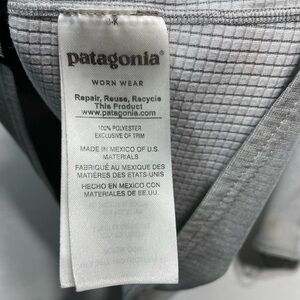 patagonia®
WORN WEAR
Repair, Reuse, Recycle
This Product
www.patagonia.com
100% POLYESTER
EXCLUSIVE OF TRIM
MADE IN MEXICO OF U.S.
MATERIALS
FABRIQUÉ AU MEXIQUE DES
MATIÈRES DES ETATS-UNIS
HECHO EN MÉXICO CON
MATERIALES DE EE.UU.